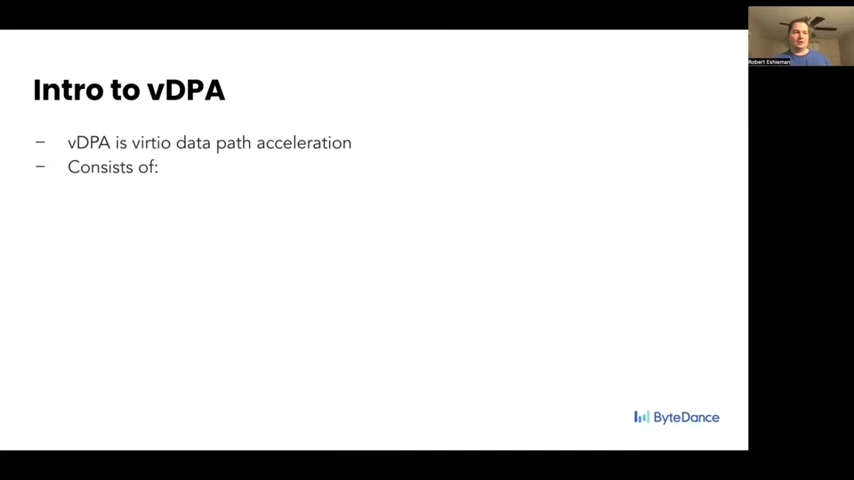 Intro to vDPA
– vDPA is virtio data path acceleration
– Consists of:
ByteDance
Robert Eshleman